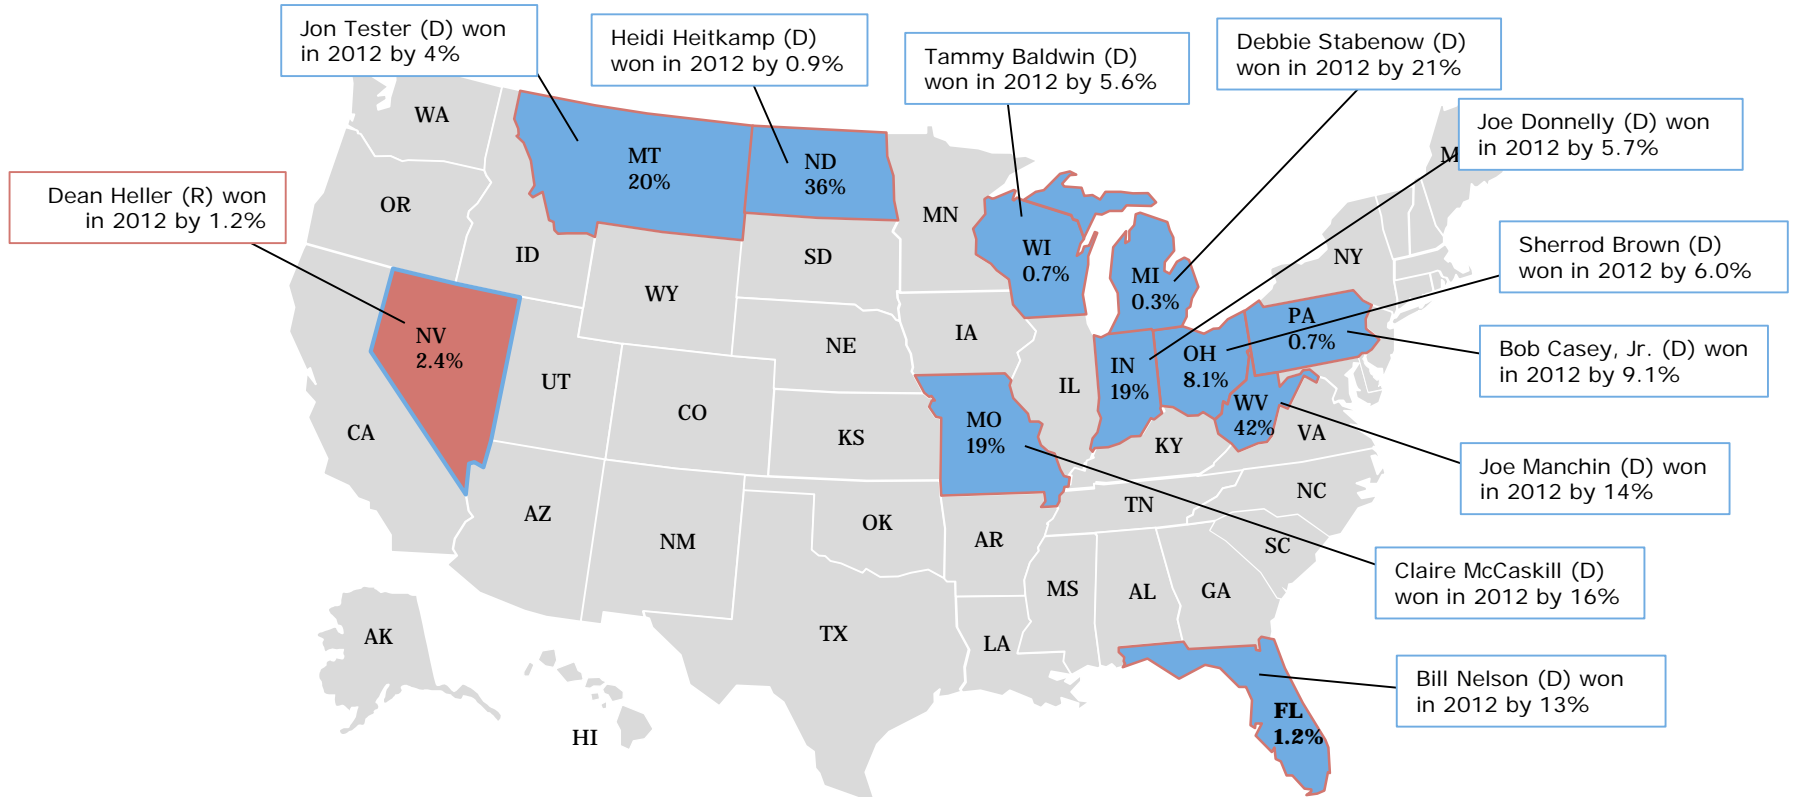 Jon Tester (D) won
in 2012 by 4%
Heidi Heitkamp (D)
won in 2012 by 0.9%
Tammy Baldwin (D)
won in 2012 by 5.6%
Debbie Stabenow (D)
won in 2012 by 21%
Joe Donnelly (D) won
in 2012 by 5.7%
Dean Heller (R) won
in 2012 by 1.2%
Sherrod Brown (D)
won in 2012 by 6.0%
Bob Casey, Jr. (D) won
in 2012 by 9.1%
Joe Manchin (D) won
in 2012 by 14%
Claire McCaskill (D)
won in 2012 by 16%
Bill Nelson (D) won
in 2012 by 13%
WA
OR
ID
MT
20%
ND
36%
MN
SD
WY
WI
0.7%
MI
0.3%
NY
M
NV
2.4%
UT
CO
NE
IA
IL
IN
19%
OH
8.1%
PA
0.7%
WV
42%
VA
CA
KS
MO
19%
KY
AZ
NM
OK
AR
TN
NC
SC
MS
AL
GA
TX
LA
AK
HI
FL
1.2%